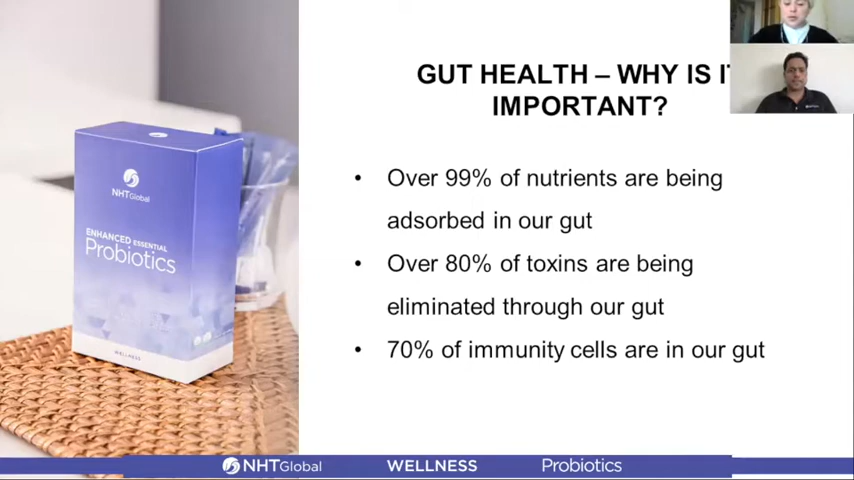 GUT HEALTH – WHY IS IT
IMPORTANT?
• Over 99% of nutrients are being
adsorbed in our gut
• Over 80% of toxins are being
eliminated through our gut
• 70% of immunity cells are in our gut
NHTGlobal
ENHANCED ESSENTIAL
Probiotics
WELLNESS
NHTGlobal
WELLNESS
Probiotics